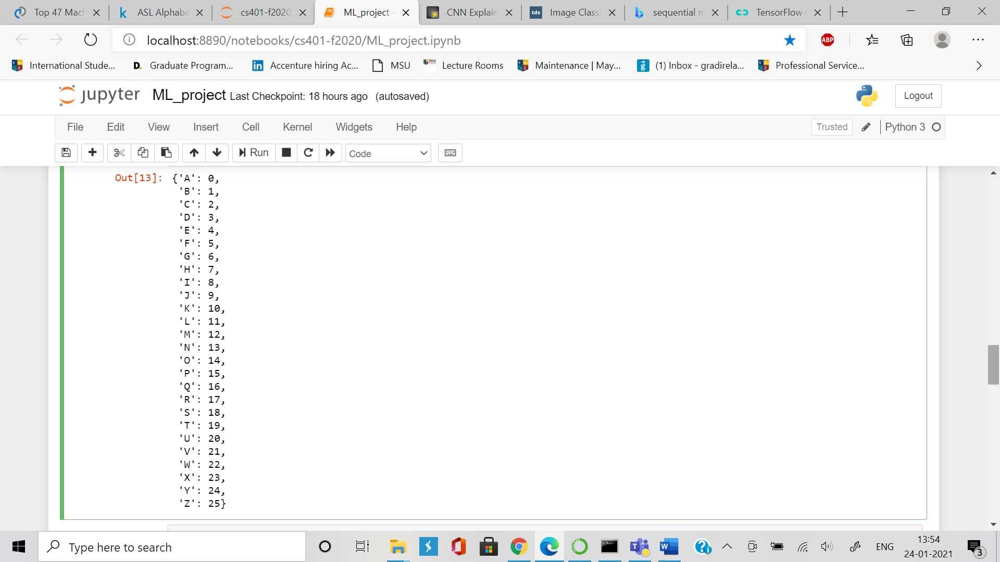 Top 47 Mach
ASL Alphabe
cs401-f2020
ML_project -
CNN Explain
tds Image Classi
sequential m
TensorFlow
localhost:8890/notebooks/cs401-f2020/ML_project.ipynb
ABP
International Stude...
D. Graduate Program...
in Accenture hiring Ac...
MSU
Lecture Rooms
Maintenance | May...
(1) Inbox - gradirela...
Professional Service...
jupyter ML_project Last Checkpoint: 18 hours ago (autosaved)
Logout
File Edit View Insert Cell Kernel Widgets Help
Trusted
Python 3
Run
Code
Out[13]: {'A': 0,
'B': 1,
'C': 2,
'D': 3,
'E': 4,
'F': 5,
'G': 6,
'H': 7,
'I': 8,
'J': 9,
'K': 10,
'L': 11,
'M': 12,
'N': 13,
'O': 14,
'P': 15,
'Q': 16,
'R': 17,
'S': 18,
'T': 19,
'U': 20,
'V': 21,
'W': 22,
'X': 23,
'Y': 24,
'Z': 25}
Type here to search
ENG
13:54
24-01-2021
3